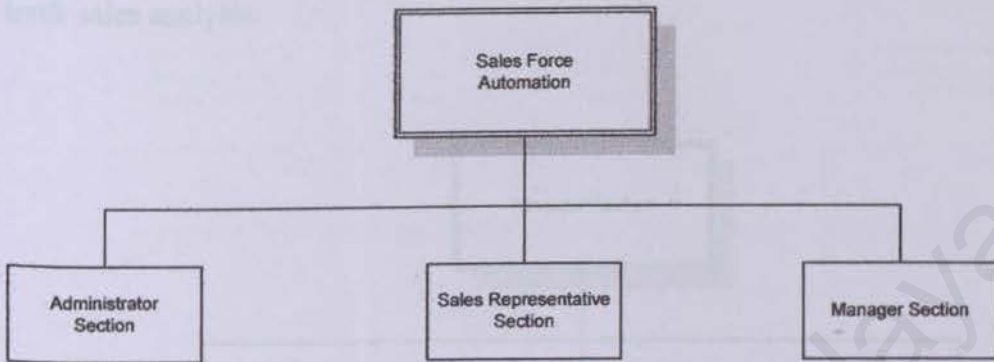 Sales Force
Automation
Administrator
Section
Sales Representative
Section
Manager Section